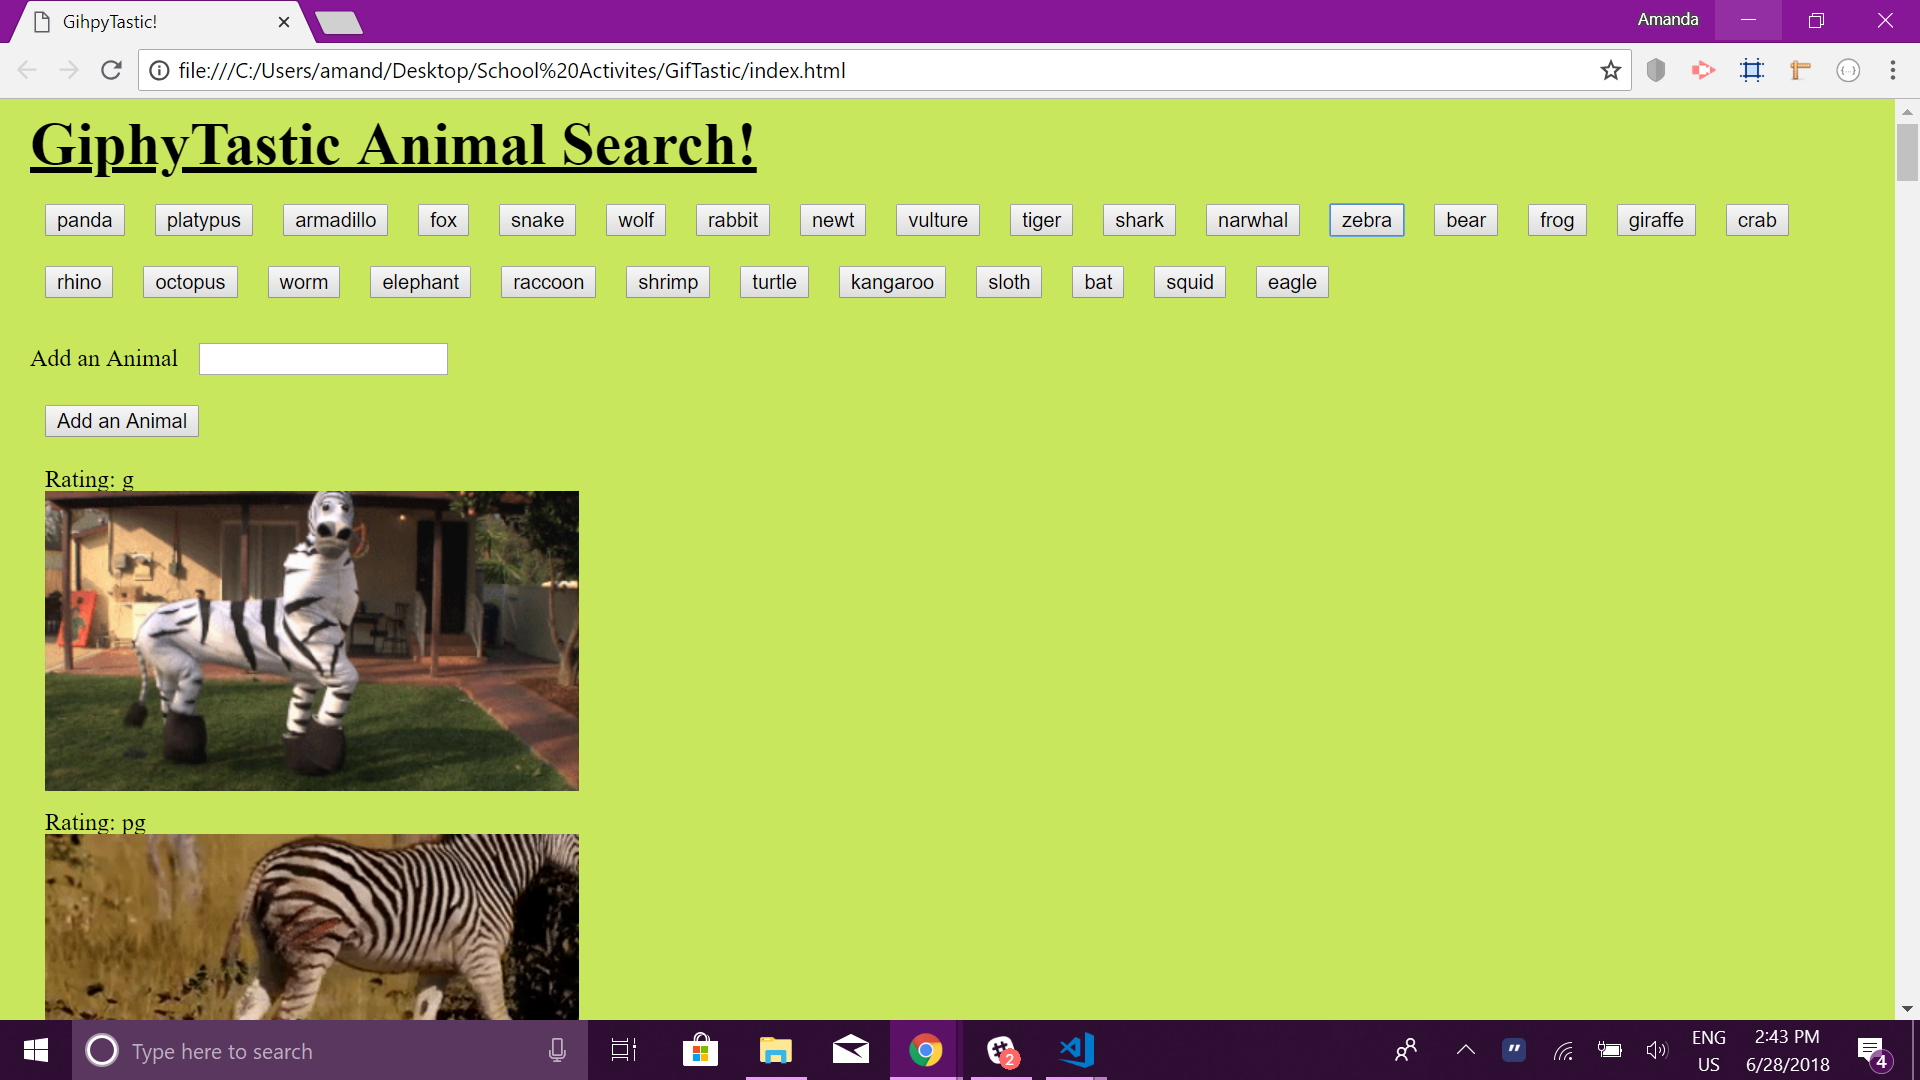 GihpyTastic!
Amanda
file:///C:/Users/amand/Desktop/School%20Activites/GifTastic/index.html
GiphyTastic Animal Search!
panda platypus armadillo fox snake wolf rabbit newt vulture tiger shark narwhal zebra bear frog giraffe crab
rhino octopus worm elephant raccoon shrimp turtle kangaroo sloth bat squid eagle
Add an Animal
Add an Animal
Rating: g
Rating: pg
Type here to search
2
ENG
US
2:43 PM
6/28/2018
4